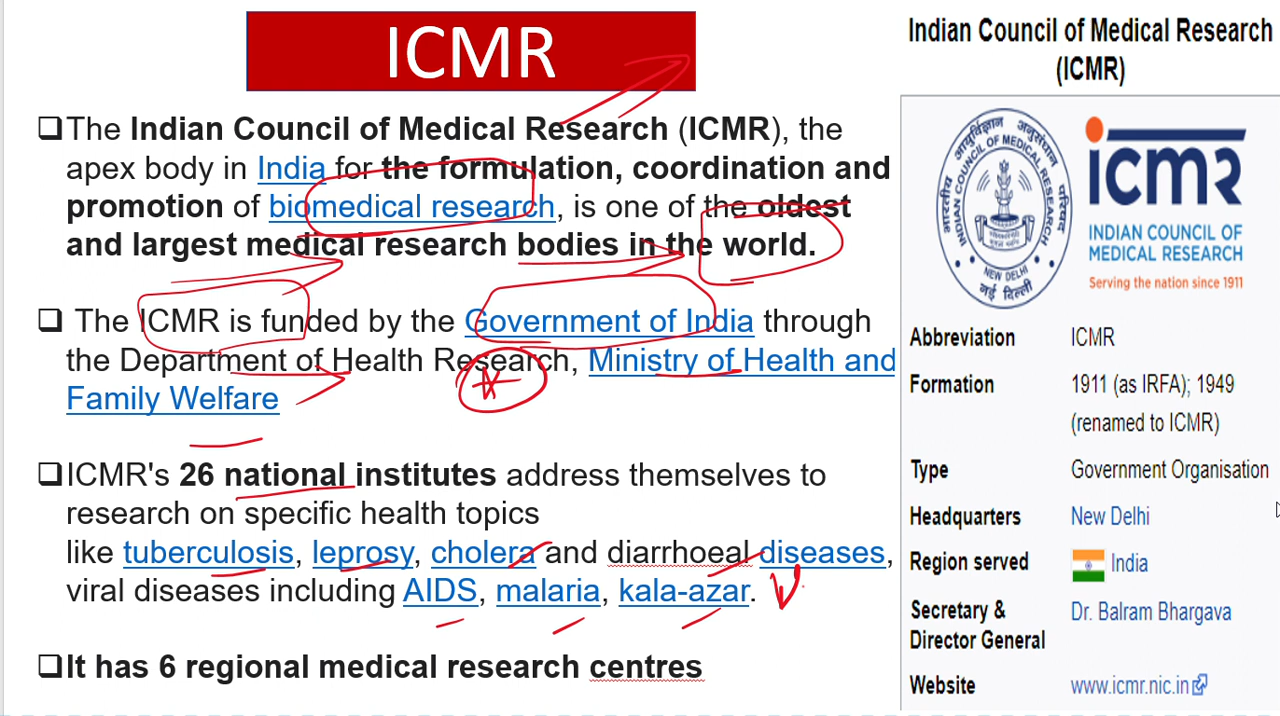 ICMR
❑The Indian Council of Medical Research (ICMR), the
apex body in India for the formulation, coordination and
promotion of biomedical research, is one of the oldest
and largest medical research bodies in the world.
❑ The ICMR is funded by the Government of India through
the Department of Health Research, Ministry of Health and
Family Welfare
❑ICMR's 26 national institutes address themselves to
research on specific health topics
like tuberculosis, leprosy, cholera and diarrhoeal diseases,
viral diseases including AIDS, malaria, kala-azar.
❑It has 6 regional medical research centres
Indian Council of Medical Research
(ICMR)
भारतीय आयुर्विज्ञान अनुसंधान परिषद
INDIAN COUNCIL OF MEDICAL RESEARCH
NEW DELHI
नई दिल्ली
icmr
INDIAN COUNCIL OF
MEDICAL RESEARCH
Serving the nation since 1911
Abbreviation ICMR
Formation 1911 (as IRFA); 1949
(renamed to ICMR)
Type Government Organisation
Headquarters New Delhi
Region served India
Secretary & Dr. Balram Bhargava
Director General
Website www.icmr.nic.in